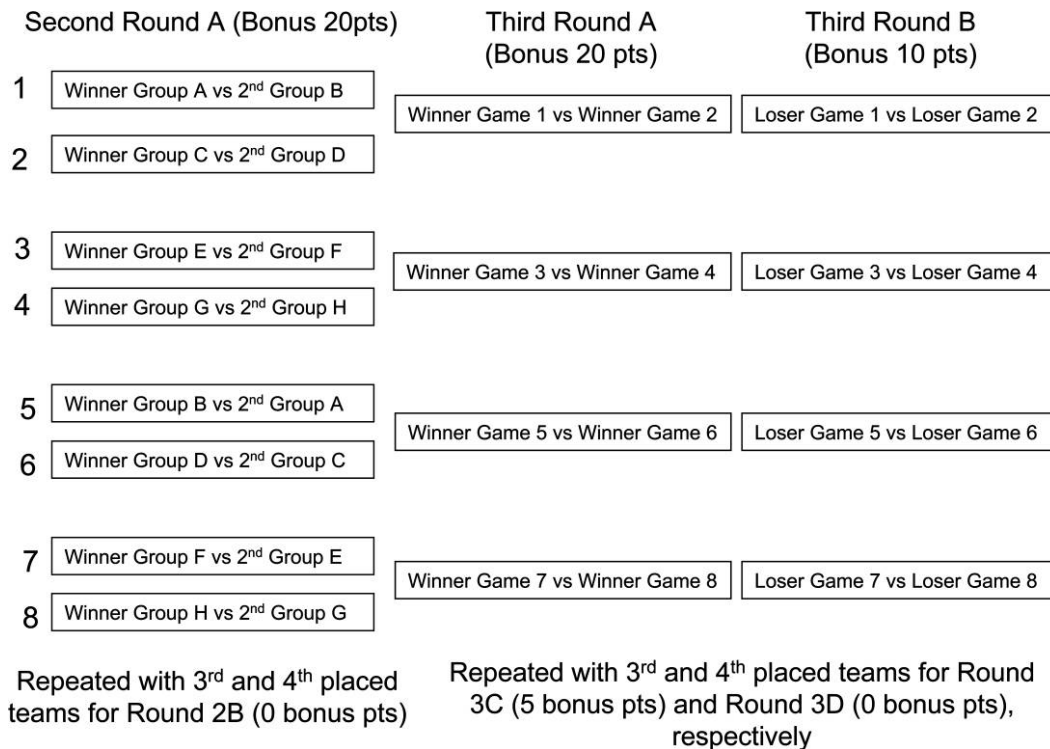 Second Round A (Bonus 20pts)
Third Round A
(Bonus 20 pts)
Third Round B
(Bonus 10 pts)
1
Winner Group A vs 2nd Group B
Winner Game 1 vs Winner Game 2
Loser Game 1 vs Loser Game 2
2
Winner Group C vs 2nd Group D
3
Winner Group E vs 2nd Group F
Winner Game 3 vs Winner Game 4
Loser Game 3 vs Loser Game 4
4
Winner Group G vs 2nd Group H
5
Winner Group B vs 2nd Group A
Winner Game 5 vs Winner Game 6
Loser Game 5 vs Loser Game 6
6
Winner Group D vs 2nd Group C
7
Winner Group F vs 2nd Group E
Winner Game 7 vs Winner Game 8
Loser Game 7 vs Loser Game 8
8
Winner Group H vs 2nd Group G
Repeated with 3rd and 4th placed
teams for Round 2B (0 bonus pts)
Repeated with 3rd and 4th placed teams for Round
3C (5 bonus pts) and Round 3D (0 bonus pts),
respectively